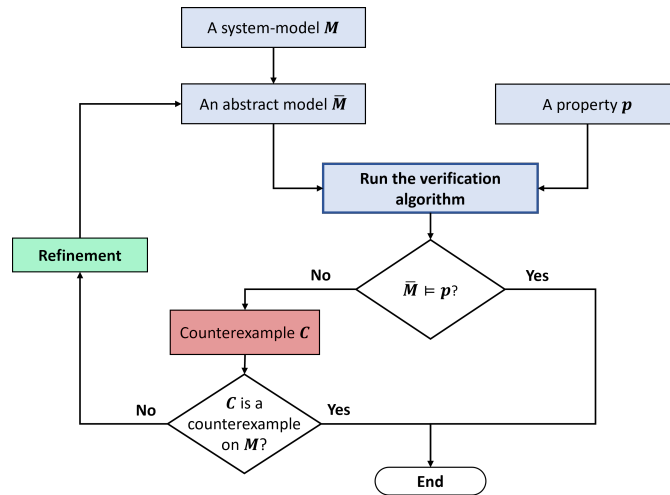 A system-model M
An abstract model M̄
A property p
Run the verification
algorithm
Refinement
No
M̄ ⊨ p?
Yes
Counterexample C
No
C is a
counterexample
on M?
Yes
End